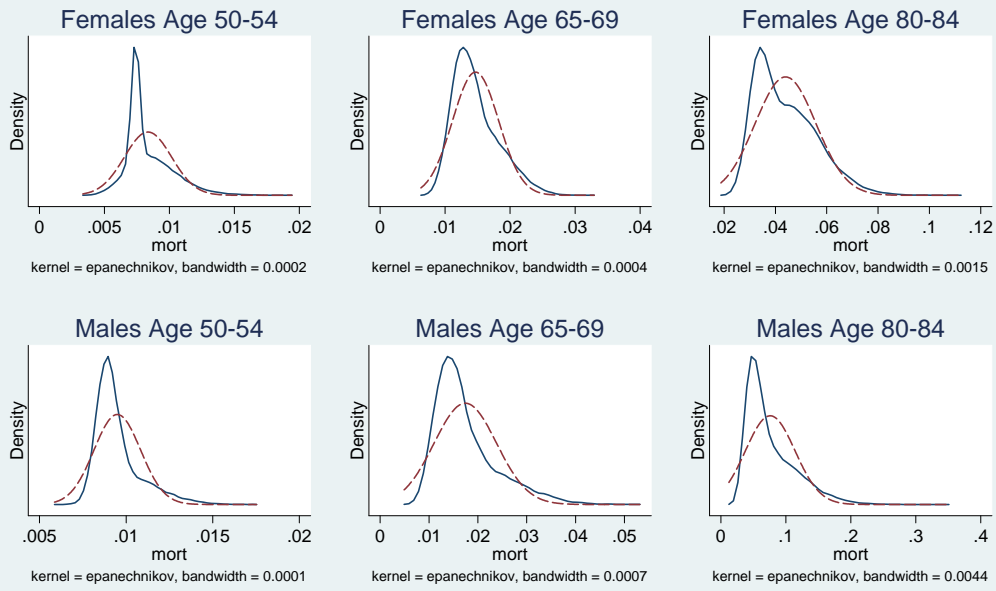 Females Age 50-54
Density
0 .005 .01 .015 .02
mort
kernel = epanechnikov, bandwidth = 0.0002
Females Age 65-69
Density
0 .01 .02 .03 .04
mort
kernel = epanechnikov, bandwidth = 0.0004
Females Age 80-84
Density
.02 .04 .06 .08 .1 .12
mort
kernel = epanechnikov, bandwidth = 0.0015
Males Age 50-54
Density
.005 .01 .015 .02
mort
kernel = epanechnikov, bandwidth = 0.0001
Males Age 65-69
Density
0 .01 .02 .03 .04 .05
mort
kernel = epanechnikov, bandwidth = 0.0007
Males Age 80-84
Density
0 .1 .2 .3 .4
mort
kernel = epanechnikov, bandwidth = 0.0044